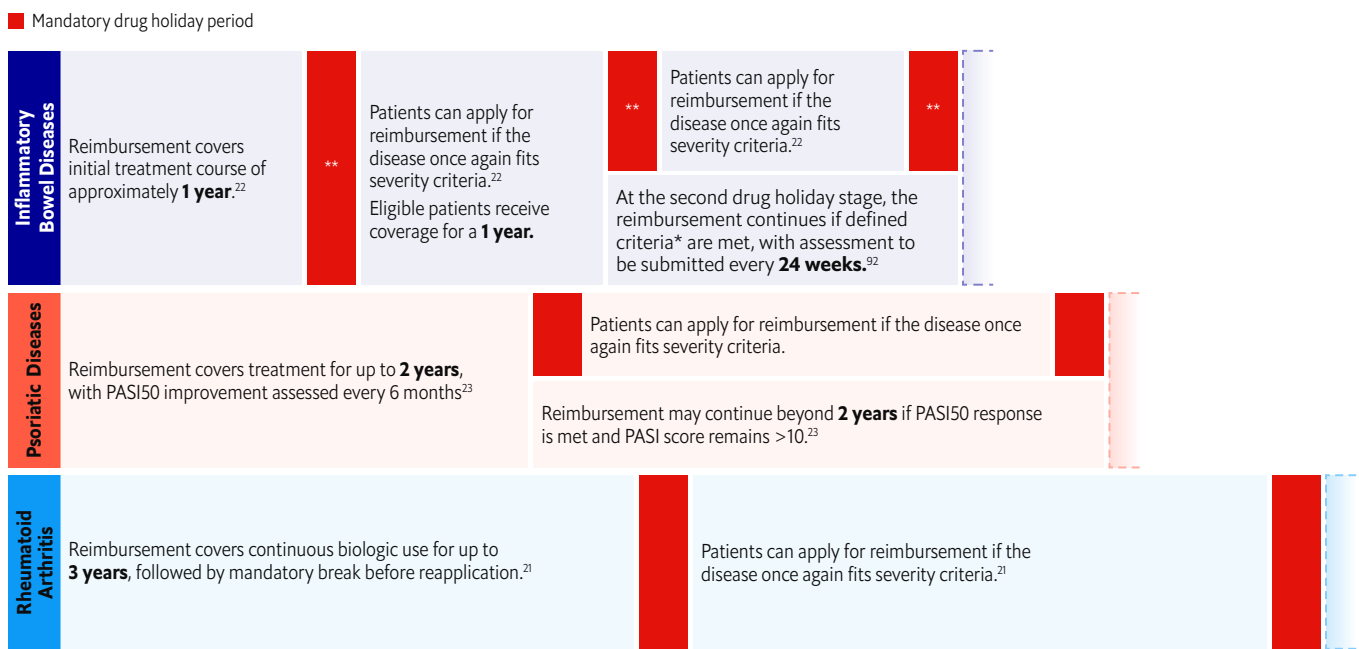 Mandatory drug holiday period
Inflammatory
Bowel Diseases
Reimbursement covers
initial treatment course of
approximately 1 year.22
**
Patients can apply for
reimbursement if the
disease once again fits
severity criteria.22
Eligible patients receive
coverage for a 1 year.
**
Patients can apply for
reimbursement if the
disease once again fits
severity criteria.22
**
At the second drug holiday stage, the
reimbursement continues if defined
criteria* are met, with assessment to
be submitted every 24 weeks.92
Psoriatic Diseases
Reimbursement covers treatment for up to 2 years,
with PASI50 improvement assessed every 6 months23
Patients can apply for reimbursement if the disease once
again fits severity criteria.
Reimbursement may continue beyond 2 years if PASI50 response
is met and PASI score remains >10.23
Rheumatoid
Arthritis
Reimbursement covers continuous biologic use for up to
3 years, followed by mandatory break before reapplication.21
Patients can apply for reimbursement if the
disease once again fits severity criteria.21